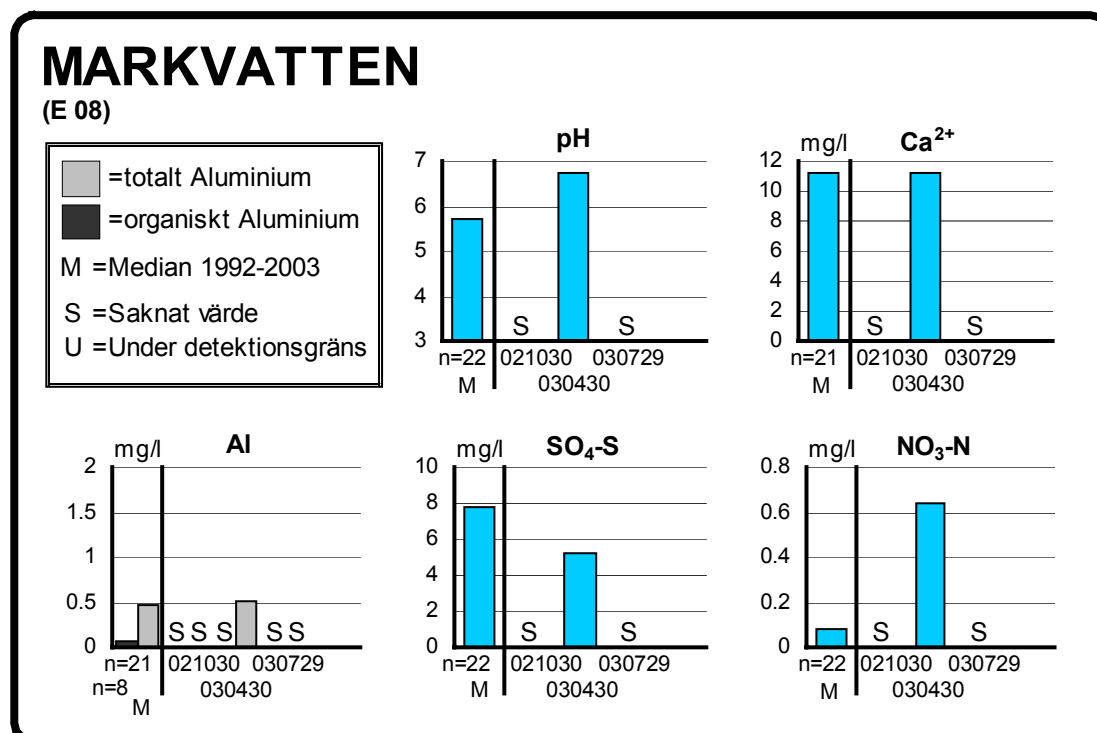 MARKVATTEN
(E 08)
=totalt Aluminium
=organiskt Aluminium
M =Median 1992-2003
S =Saknat värde
U =Under detektionsgräns
pH
7
6
5
4
3
S
S
n=22 021030 030729
M 030430
mg/l Ca²⁺
12
10
8
6
4
2
0
S
S
n=21 021030 030729
M 030430
mg/l Al
2
1.5
1
0.5
0
S S S S S
n=21 021030 030729
n=8 030430
M
mg/l SO₄-S
10
8
6
4
2
0
S
S
n=22 021030 030729
M 030430
mg/l NO₃-N
0.8
0.6
0.4
0.2
0
S
S
n=22 021030 030729
M 030430